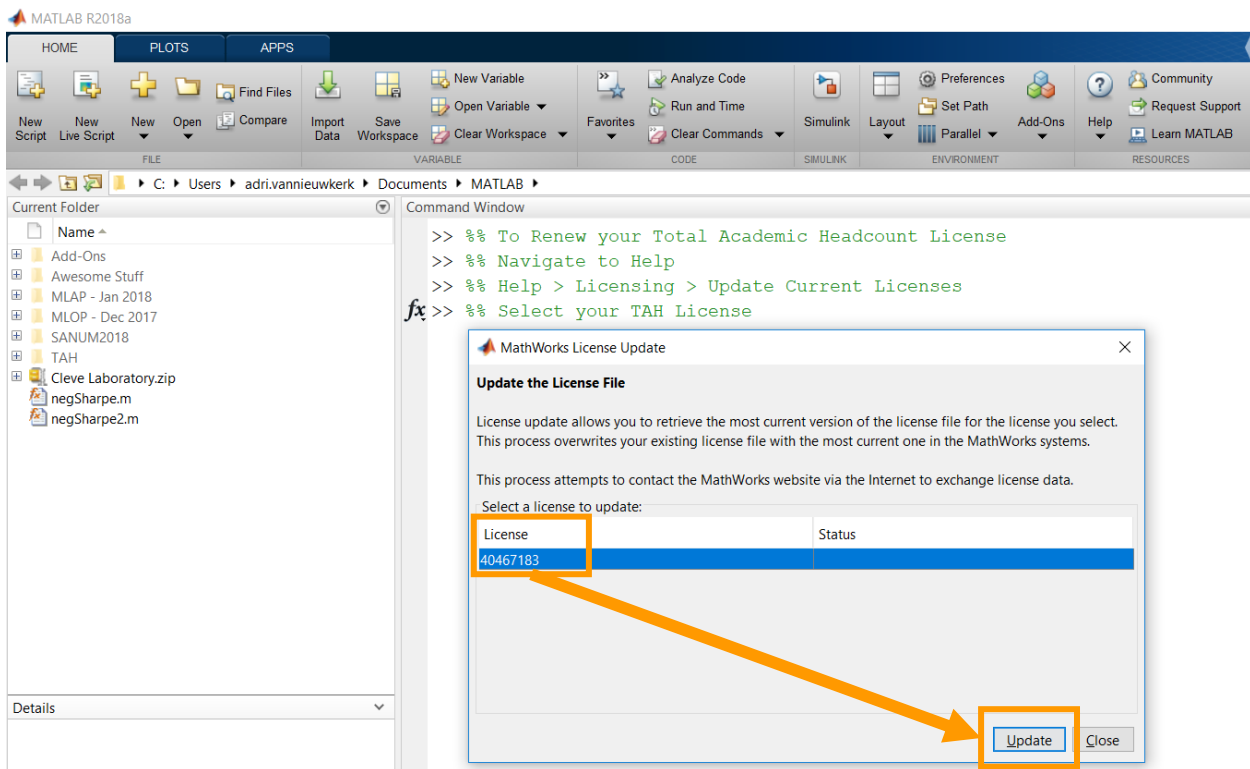 MATLAB R2018a
HOME PLOTS APPS
New Script
New Live Script
New
Open
Find Files
Compare
Import Data
Save Workspace
New Variable
Open Variable
Clear Workspace
Favorites
Analyze Code
Run and Time
Clear Commands
Simulink
Layout
Preferences
Set Path
Parallel
Add-Ons
Help
Community
Request Support
Learn MATLAB
FILE VARIABLE CODE SIMULINK ENVIRONMENT RESOURCES
C: Users adri.vannieuwkerk Documents MATLAB
Current Folder
Name
Add-Ons
Awesome Stuff
MLAP - Jan 2018
MLOP - Dec 2017
SANUM2018
TAH
Cleve Laboratory.zip
negSharpe.m
negSharpe2.m
Details
Command Window
>> %% To Renew your Total Academic Headcount License
>> %% Navigate to Help
>> %% Help > Licensing > Update Current Licenses
fx >> %% Select your TAH License
MathWorks License Update
Update the License File
License update allows you to retrieve the most current version of the license file for the license you select.
This process overwrites your existing license file with the most current one in the MathWorks systems.
This process attempts to contact the MathWorks website via the Internet to exchange license data.
Select a license to update:
License Status
40467183
Update Close